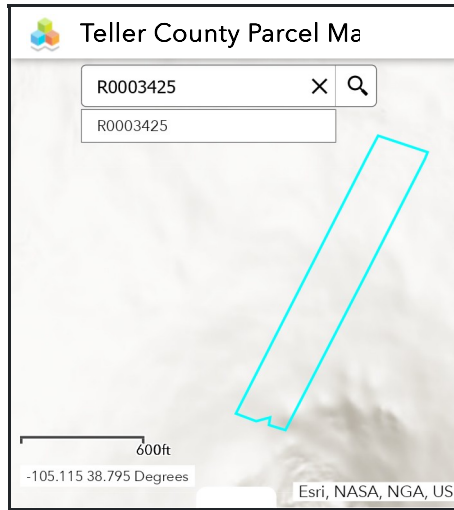 Teller County Parcel Ma
R0003425
R0003425
600ft
-105.115 38.795 Degrees
Esri, NASA, NGA, US